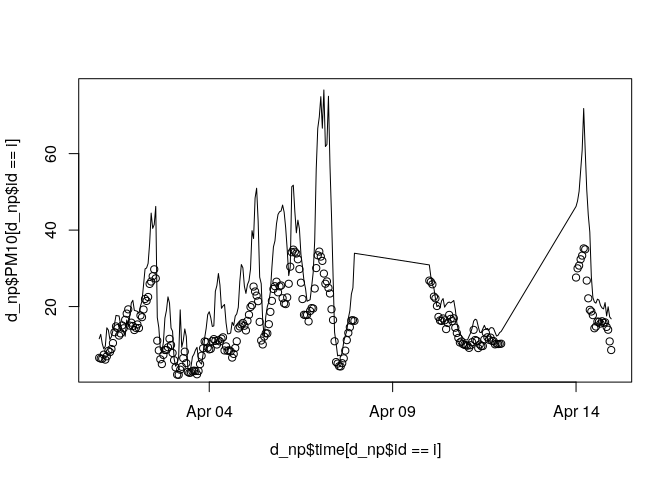 d_np$PM10[d_np$id == i]
60
40
20
Apr 04
Apr 09
Apr 14
d_np$time[d_np$id == i]